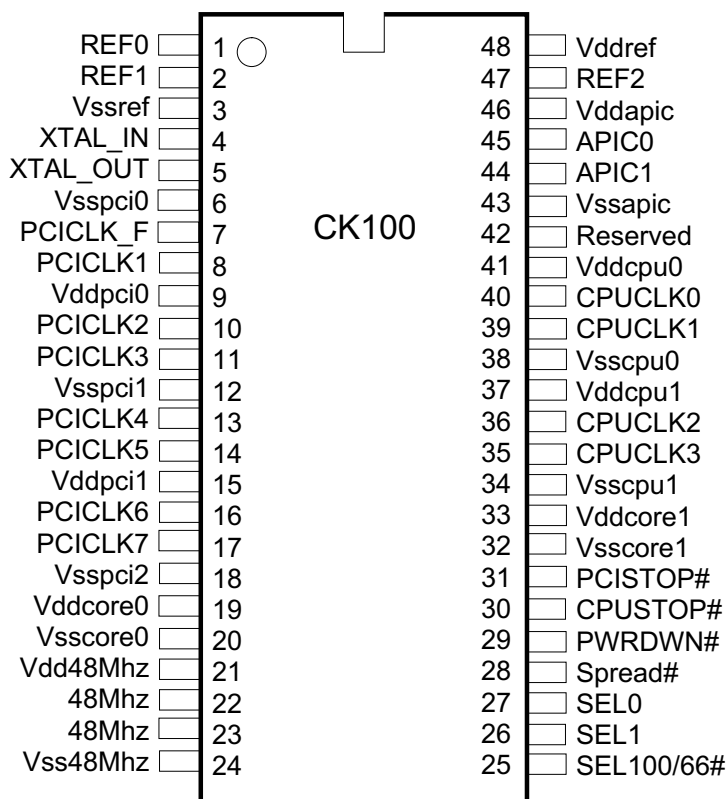 REF0 1 48 Vddref
REF1 2 47 REF2
Vssref 3 46 Vddapic
XTAL_IN 4 45 APIC0
XTAL_OUT 5 44 APIC1
Vsspci0 6 43 Vssapic
PCICLK_F 7 CK100 42 Reserved
PCICLK1 8 41 Vddcpu0
Vddpci0 9 40 CPUCLK0
PCICLK2 10 39 CPUCLK1
PCICLK3 11 38 Vsscpu0
Vsspci1 12 37 Vddcpu1
PCICLK4 13 36 CPUCLK2
PCICLK5 14 35 CPUCLK3
Vddpci1 15 34 Vsscpu1
PCICLK6 16 33 Vddcore1
PCICLK7 17 32 Vsscore1
Vsspci2 18 31 PCISTOP#
Vddcore0 19 30 CPUSTOP#
Vsscore0 20 29 PWRDWN#
Vdd48Mhz 21 28 Spread#
48Mhz 22 27 SEL0
48Mhz 23 26 SEL1
Vss48Mhz 24 25 SEL100/66#